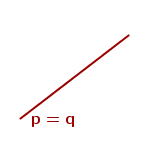 p = q